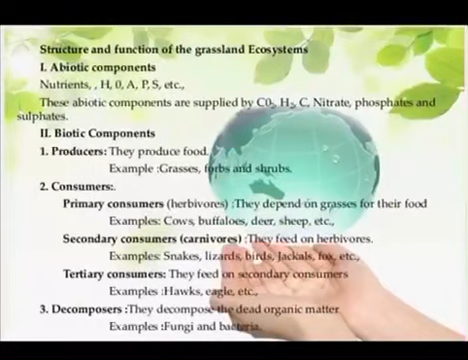 Structure and function of the grassland Ecosystems
I. Abiotic components
Nutrients, , H, 0, A, P, S, etc.,
These abiotic components are supplied by C0₂, H₂, C, Nitrate, phosphates and
sulphates.
II. Biotic Components
1. Producers: They produce food.
Example :Grasses, forbs and shrubs.
2. Consumers:.
Primary consumers (herbivores) :They depend on grasses for their food
Examples: Cows, buffaloes, deer, sheep, etc.,
Secondary consumers (carnivores) :They feed on herbivores.
Examples: Snakes, lizards, birds, Jackals, fox, etc.,
Tertiary consumers: They feed on secondary consumers
Examples :Hawks, eagle, etc.,
3. Decomposers :They decompose the dead organic matter
Examples :Fungi and bacteria.